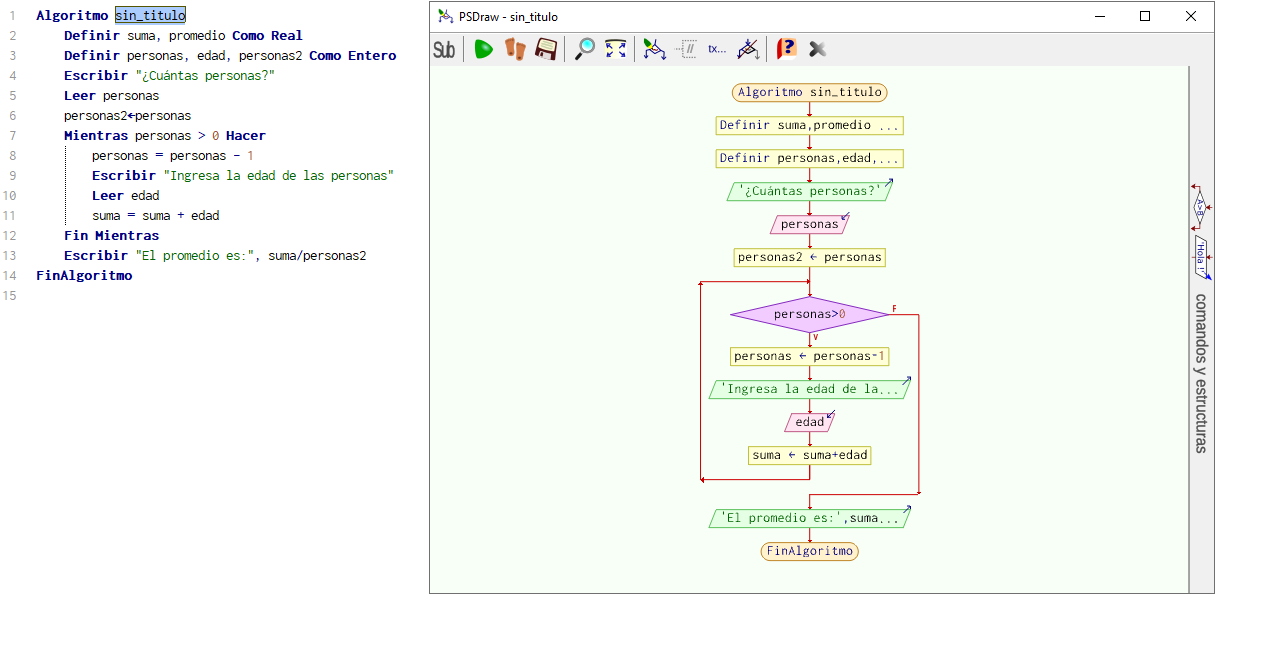 1 Algoritmo sin_titulo
2 Definir suma, promedio Como Real
3 Definir personas, edad, personas2 Como Entero
4 Escribir "¿Cuántas personas?"
5 Leer personas
6 personas2←personas
7 Mientras personas > 0 Hacer
8 personas = personas - 1
9 Escribir "Ingresa la edad de las personas"
10 Leer edad
11 suma = suma + edad
12 Fin Mientras
13 Escribir "El promedio es:", suma/personas2
14 FinAlgoritmo
15
PSDraw - sin_titulo
Sub
tx...
Algoritmo sin_titulo
Definir suma,promedio ...
Definir personas,edad,...
'¿Cuántas personas?'
personas
personas2 ← personas
personas>0
F
V
personas ← personas-1
'Ingresa la edad de la...
edad
suma ← suma+edad
'El promedio es:',suma...
FinAlgoritmo
A>B
'Hola !'
comandos y estructuras